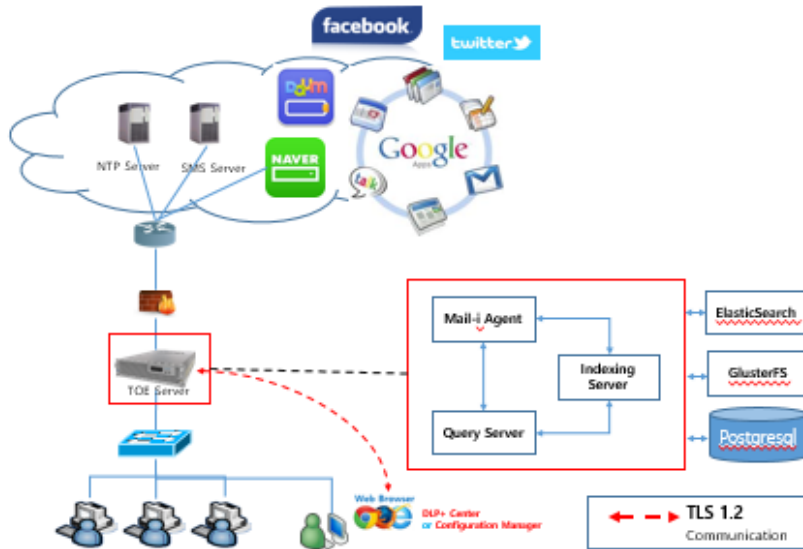 facebook.
twitter
Daum
NTP Server
SMS Server
NAVER
Google
Apps
talk
Mail-i Agent
ElasticSearch
Indexing
Server
GlusterFS
TOE Server
Query Server
Postgresql
Web Browser
DLP+ Center
or Configuration Manager
TLS 1.2
Communication